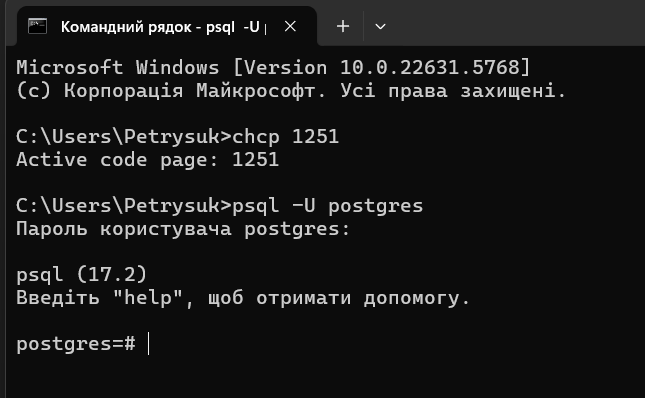 Командний рядок - psql -U
Microsoft Windows [Version 10.0.22631.5768]
(c) Корпорація Майкрософт. Усі права захищені.
C:\Users\Petrysuk>chcp 1251
Active code page: 1251
C:\Users\Petrysuk>psql -U postgres
Пароль користувача postgres:
psql (17.2)
Введіть "help", щоб отримати допомогу.
postgres=#